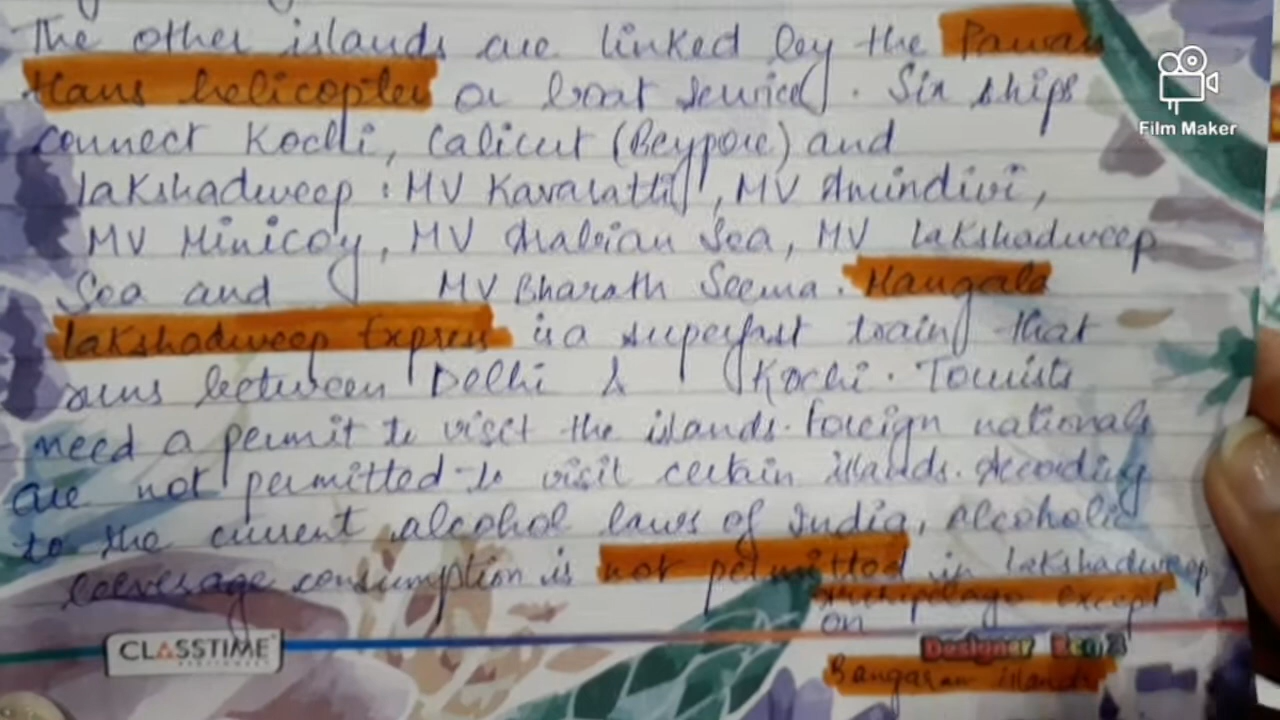 The other islands are linked by the Pawan
Hans helicopter or boat service. Six ships
connect Kochi, Calicut (Beypore) and
Lakshadweep : MV Kavaratti, MV Amindivi,
MV Minicoy, MV Arabian Sea, MV Lakshadweep
Sea and MV Bharath Seema. Mangala
Lakshadweep Express is a superfast train that
runs between Delhi & Kochi. Tourists
need a permit to visit the islands. Foreign nationals
are not permitted to visit certain islands. According
to the current alcohol laws of India, alcoholic
beverage consumption is not permitted in Lakshadweep
Archipelago except
on
Bangaram islands
Film Maker
CLASSTIME
Designer